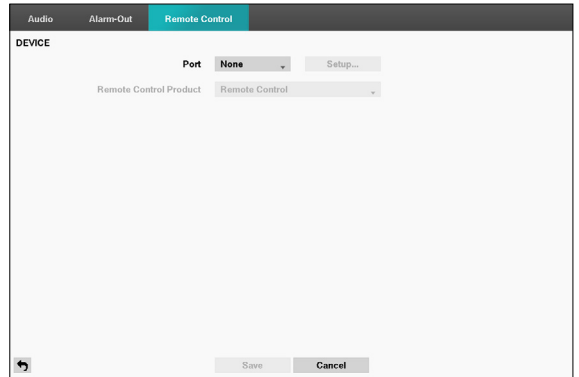 Audio Alarm-Out Remote Control
DEVICE
Port None Setup...
Remote Control Product Remote Control
Save Cancel